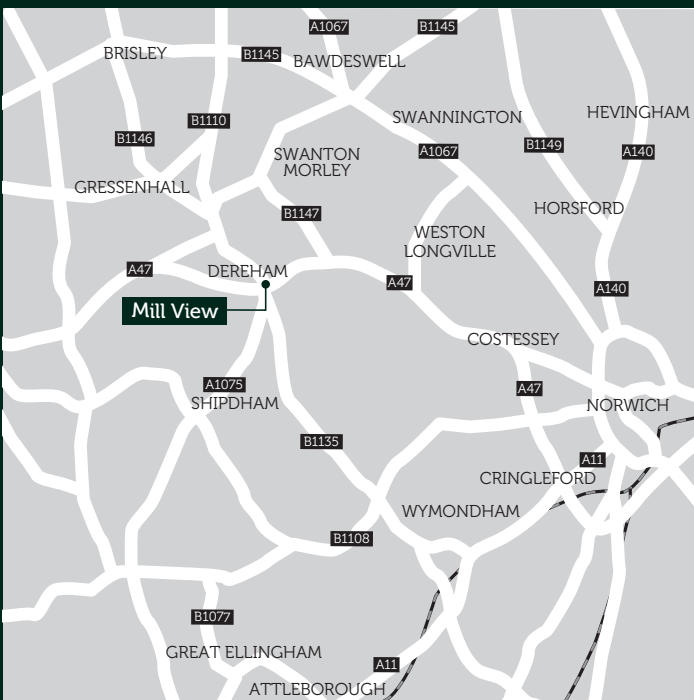 A1067
B1145
BRISLEY
B1145
BAWDESWELL
SWANNINGTON
HEVINGHAM
B1110
B1146
A1067
B1149
A140
SWANTON
MORLEY
GRESSENHALL
HORSFORD
B1147
WESTON
LONGVILLE
A47
DEREHAM
A47
A140
Mill View
COSTESSEY
A1075
A47
SHIPDHAM
NORWICH
B1135
A11
CRINGLEFORD
WYMONDHAM
B1108
B1077
GREAT ELLINGHAM
A11
ATTLEBOROUGH